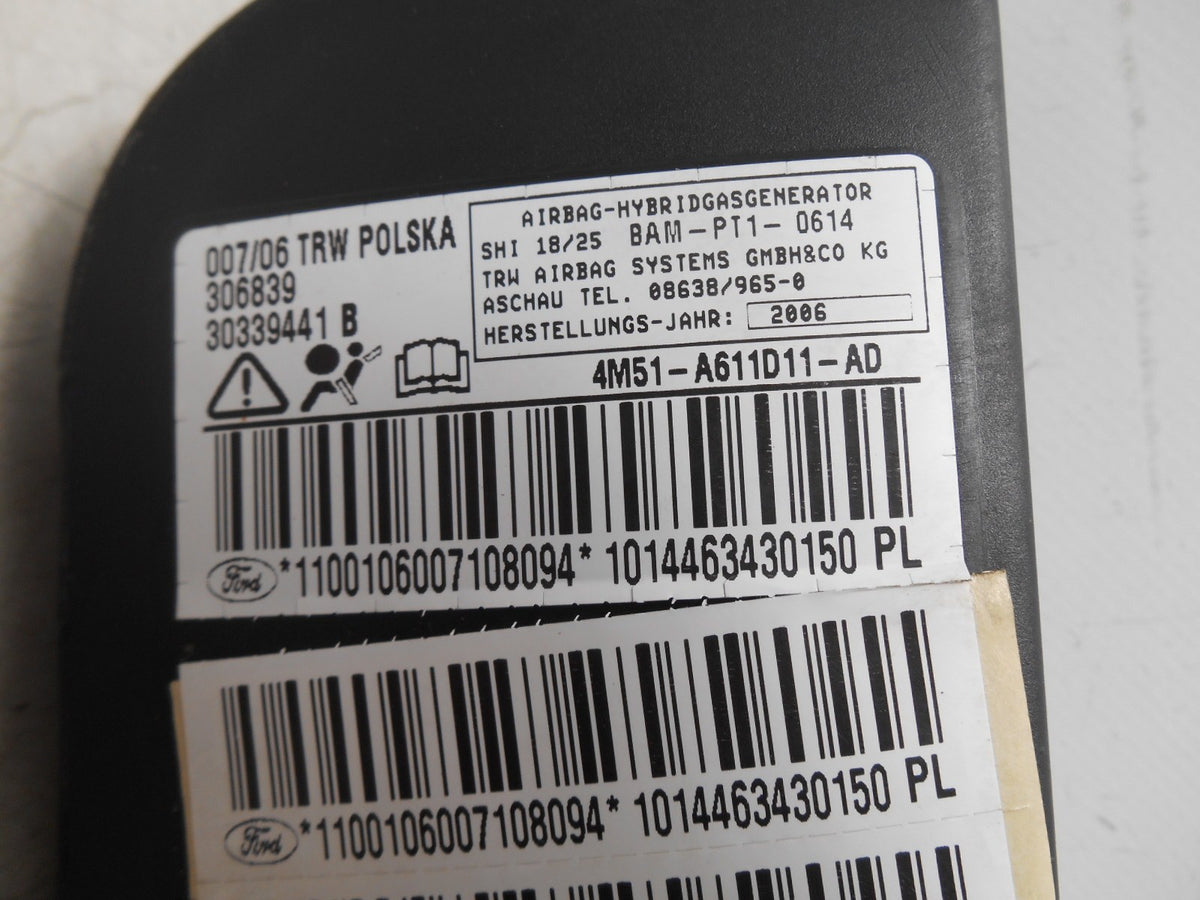 007/06 TRW POLSKA
306839
30339441 B
AIRBAG-HYBRIDGASGENERATOR
SHI 18/25 BAM-PT1- 0614
TRW AIRBAG SYSTEMS GMBH&CO KG
ASCHAU TEL. 08638/965-0
HERSTELLUNGS-JAHR: 2006
4M51-A611D11-AD
Ford *1100106007108094* 1014463430150 PL
Ford *1100106007108094* 1014463430150 PL